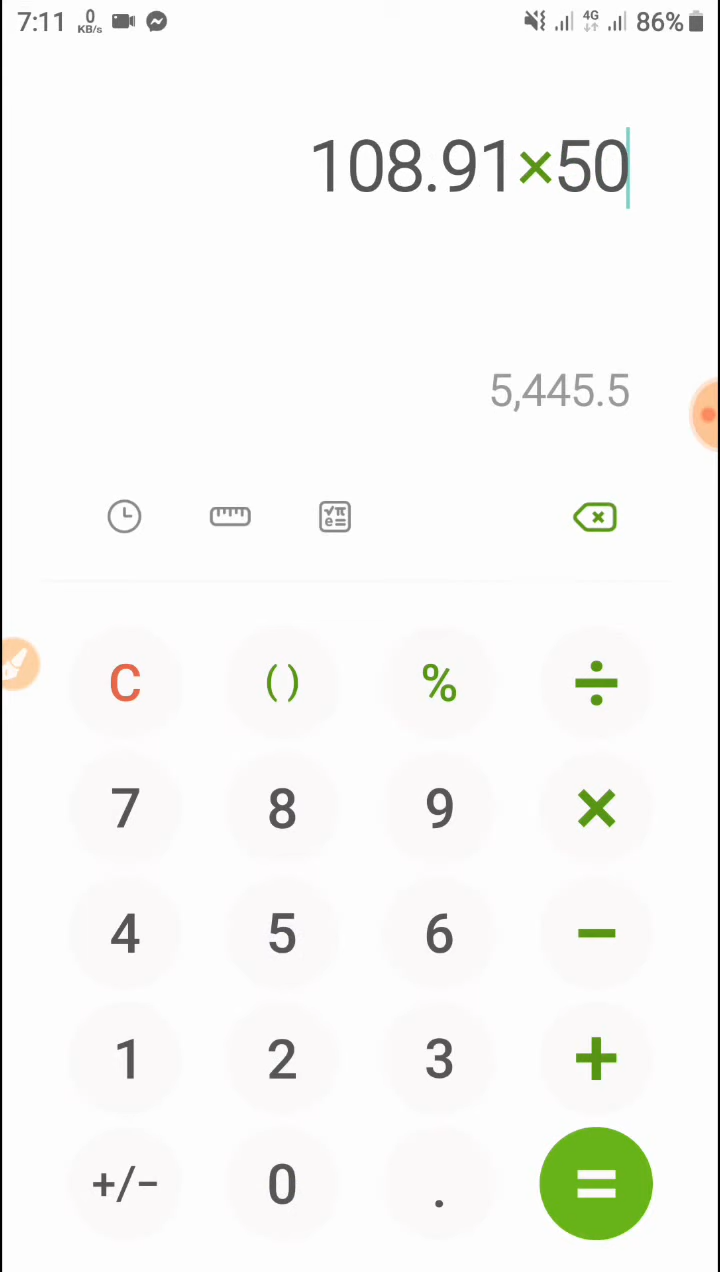 7:11 0 KB/s 4G 86%
108.91×50
5,445.5
√π e=
C ( ) % ÷
7 8 9 ×
4 5 6 −
1 2 3 +
+/− 0 . =